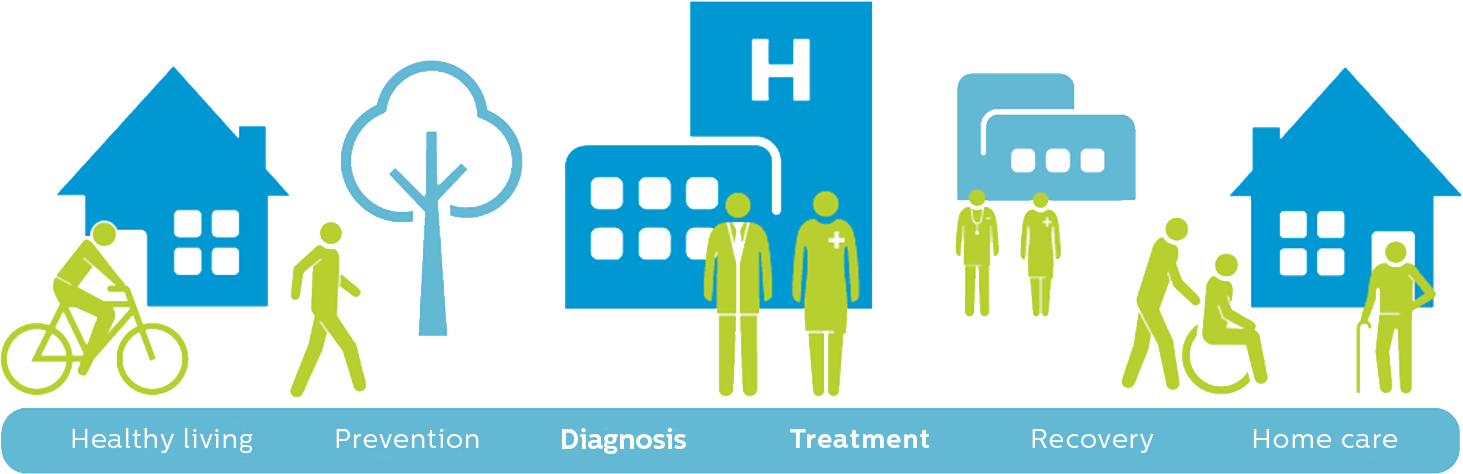 H
Healthy living Prevention Diagnosis Treatment Recovery Home care